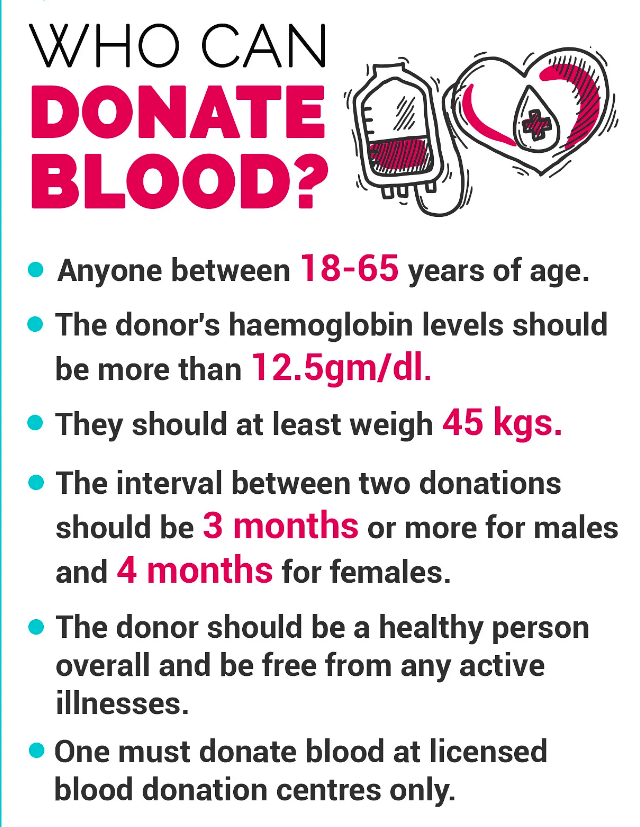 WHO CAN
DONATE
BLOOD?
Anyone between 18-65 years of age.
The donor's haemoglobin levels should
be more than 12.5gm/dl.
They should at least weigh 45 kgs.
The interval between two donations
should be 3 months or more for males
and 4 months for females.
The donor should be a healthy person
overall and be free from any active
illnesses.
One must donate blood at licensed
blood donation centres only.